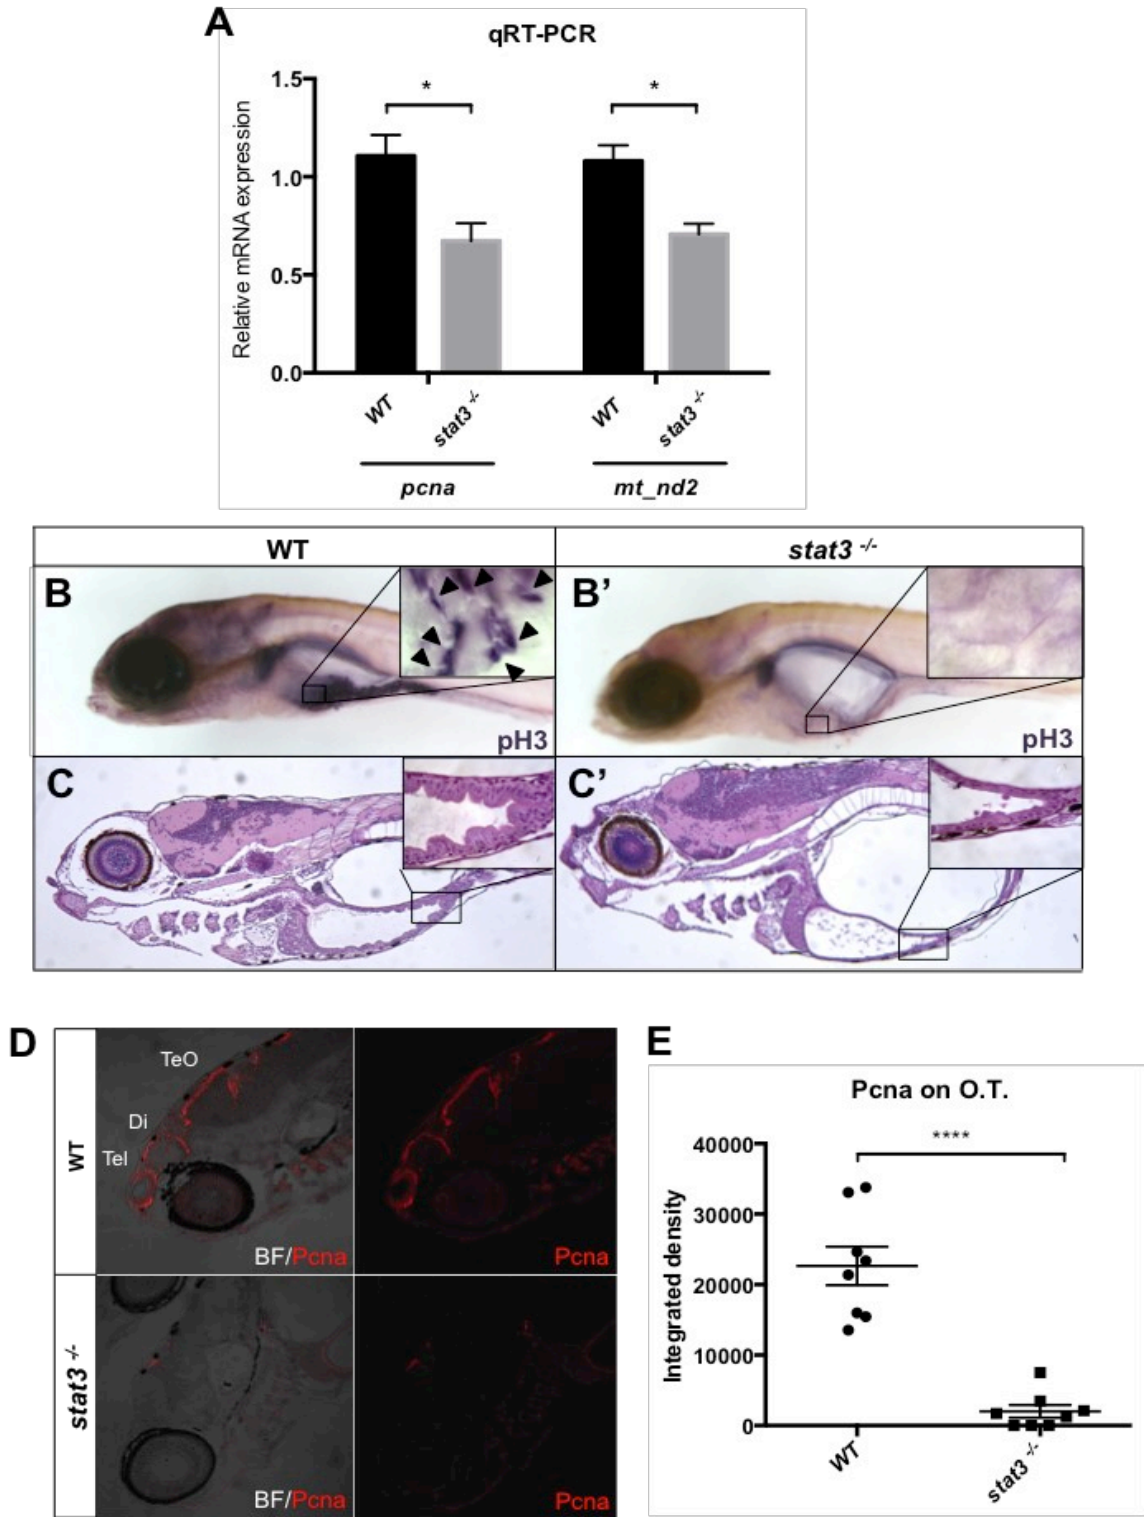 A
qRT-PCR
Relative mRNA expression
1.5
1.0
0.5
0.0
*
*
WT
stat3 -/-
WT
stat3 -/-
pcna
mt_nd2
WT
stat3 -/-
B
pH3
B'
pH3
C
C'
D
WT
TeO
Di
Tel
BF/Pcna
Pcna
stat3 -/-
BF/Pcna
Pcna
E
Pcna on O.T.
Integrated density
40000
30000
20000
10000
0
****
WT
stat3 -/-